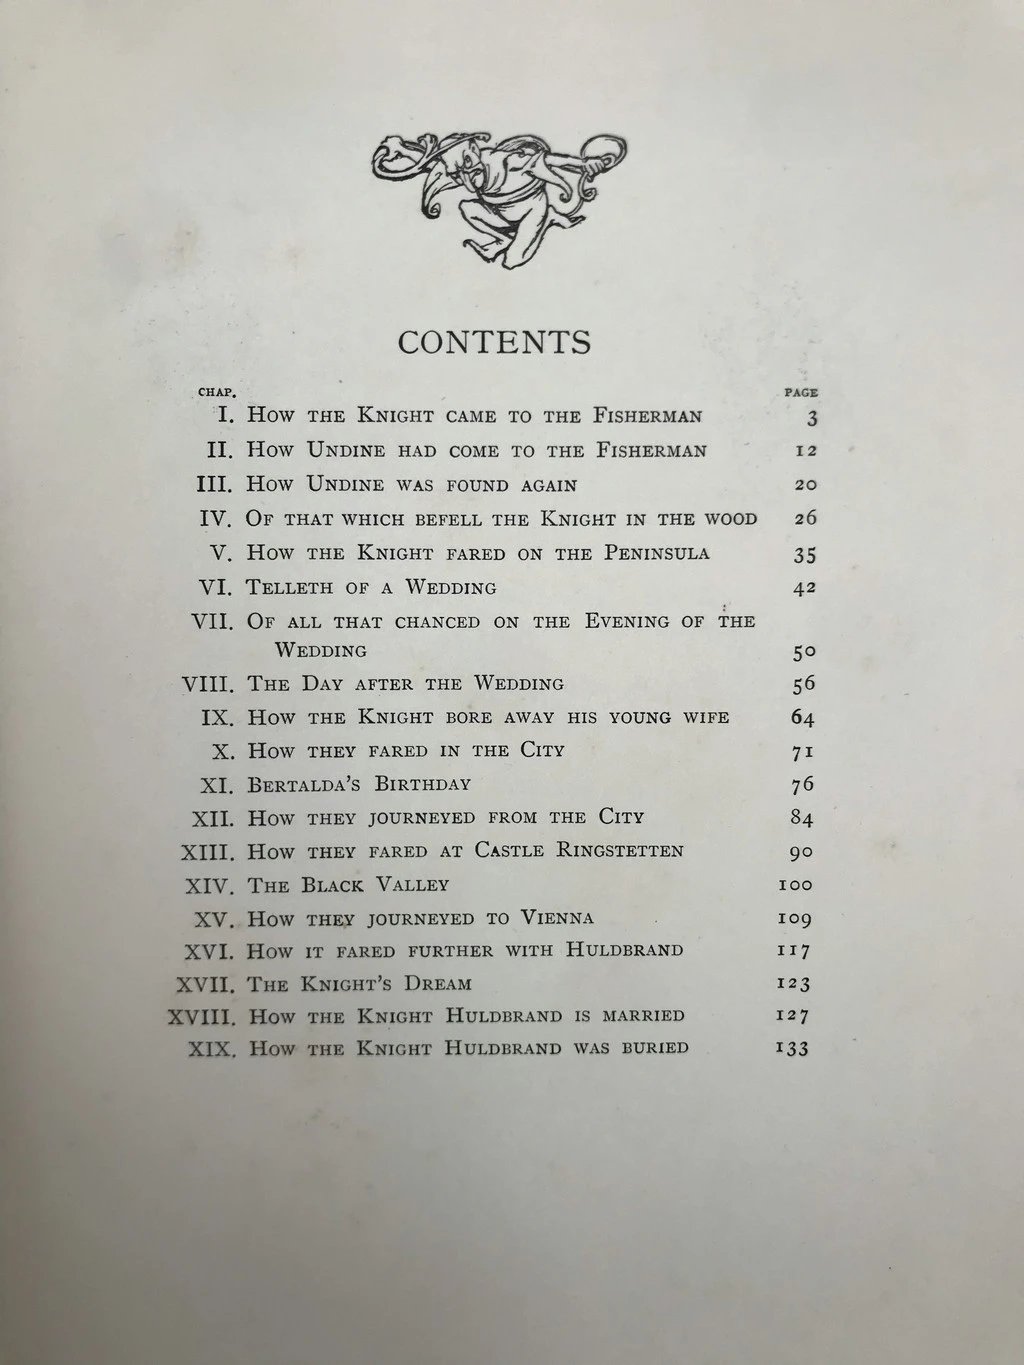 CONTENTS
CHAP. PAGE
I. How the Knight came to the Fisherman 3
II. How Undine had come to the Fisherman 12
III. How Undine was found again 20
IV. Of that which befell the Knight in the wood 26
V. How the Knight fared on the Peninsula 35
VI. Telleth of a Wedding 42
VII. Of all that chanced on the Evening of the
Wedding 50
VIII. The Day after the Wedding 56
IX. How the Knight bore away his young wife 64
X. How they fared in the City 71
XI. Bertalda's Birthday 76
XII. How they journeyed from the City 84
XIII. How they fared at Castle Ringstetten 90
XIV. The Black Valley 100
XV. How they journeyed to Vienna 109
XVI. How it fared further with Huldbrand 117
XVII. The Knight's Dream 123
XVIII. How the Knight Huldbrand is married 127
XIX. How the Knight Huldbrand was buried 133